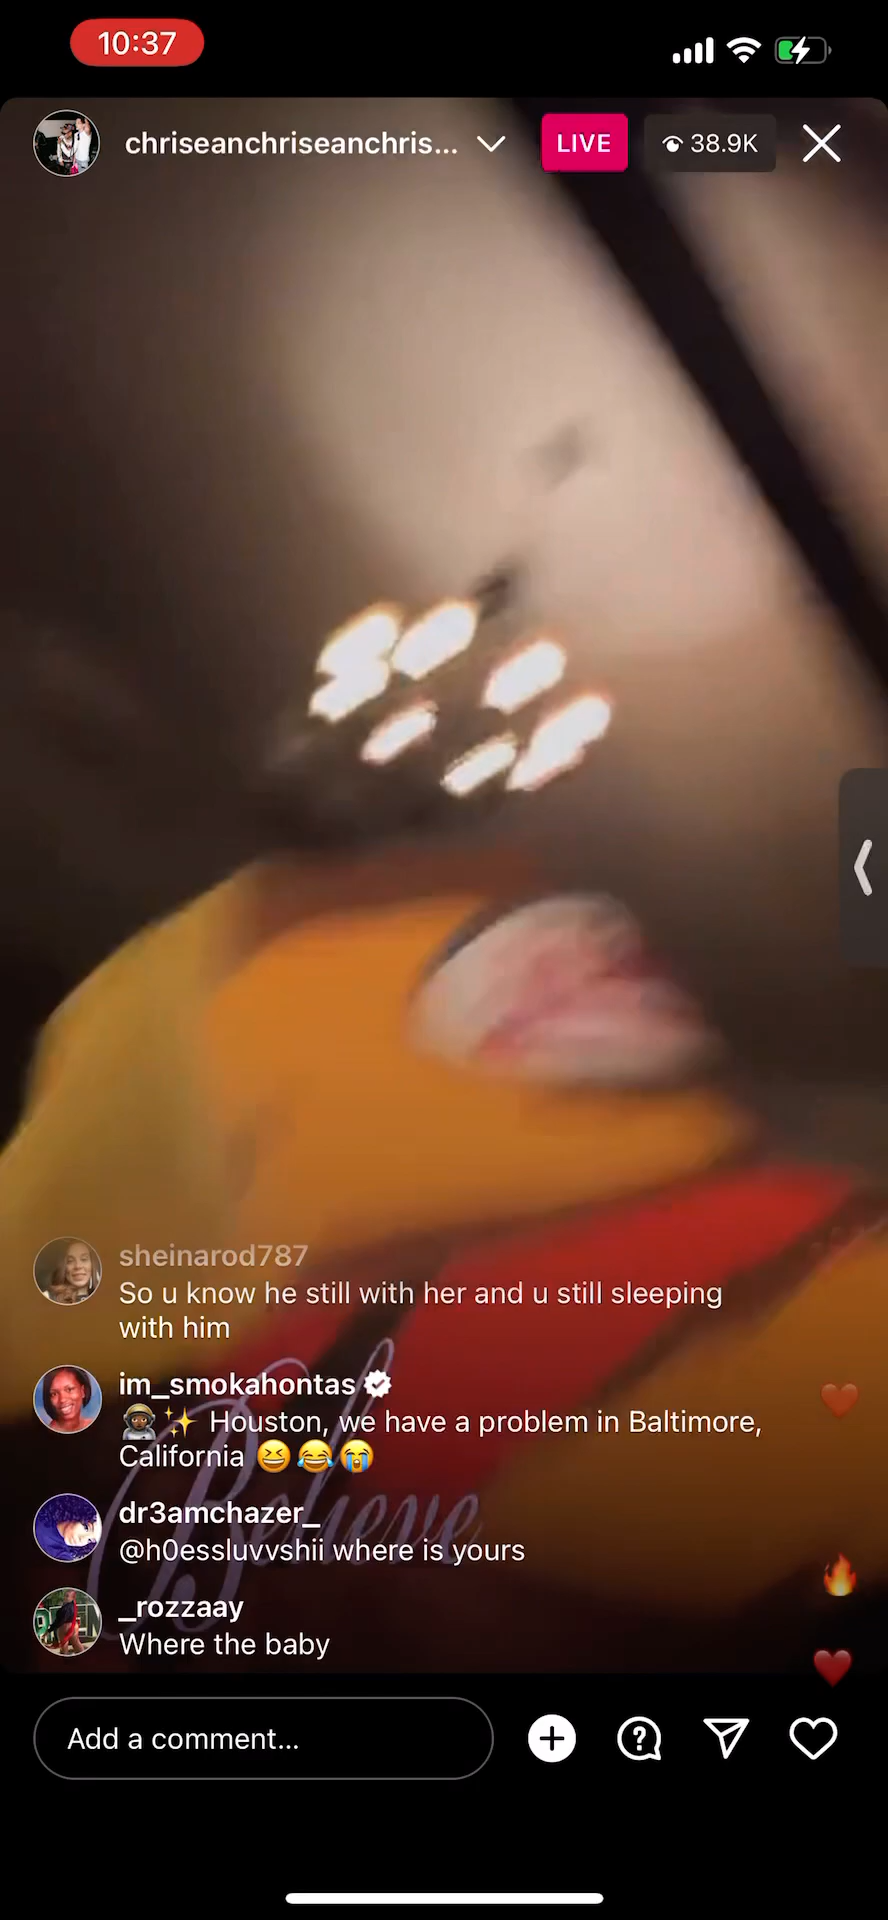 10:37
chriseanchriseanchris...
LIVE
38.9K
sheinarod787
So u know he still with her and u still sleeping
with him
im_smokahontas
👩🏿‍🚀✨ Houston, we have a problem in Baltimore,
California 😆😂😭
dr3amchazer_
@h0essluvvshii where is yours
Believe
_rozzaay
Where the baby
Add a comment...